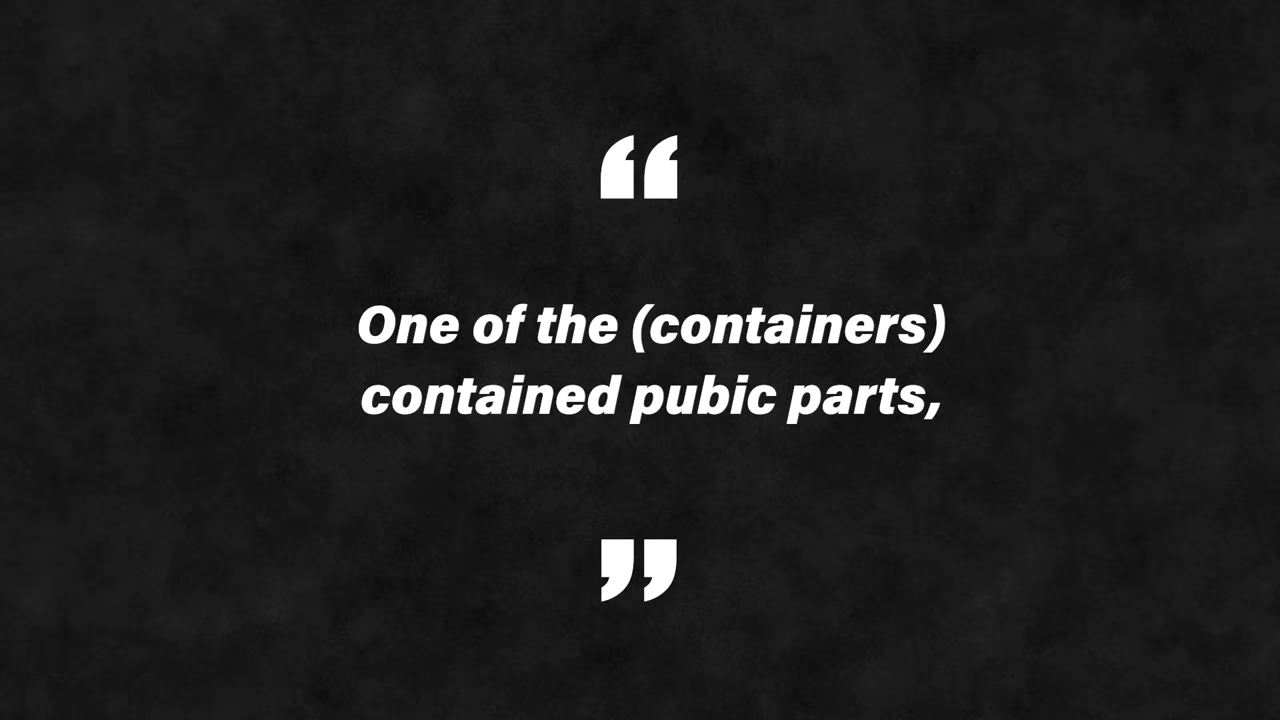 “
One of the (containers)
contained pubic parts,
”